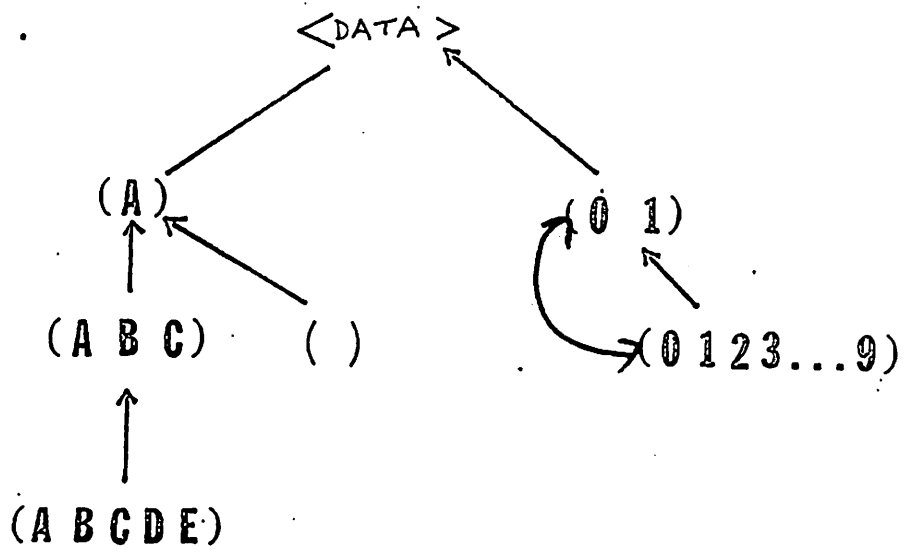 <DATA>
(A)
(0 1)
(A B C)
( )
(0 1 2 3...9)
(A B C D E)